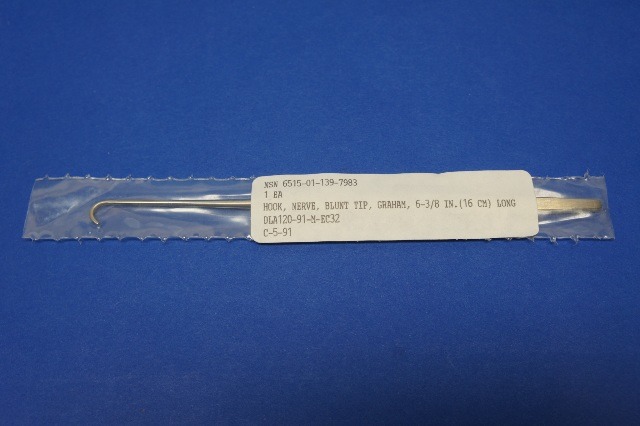 NSN 6515-01-139-7983
1 EA
HOOK, NERVE, BLUNT TIP, GRAHAM, 6-3/8 IN.(16 CM) LONG
DLA120-91-M-EC32
C-5-91